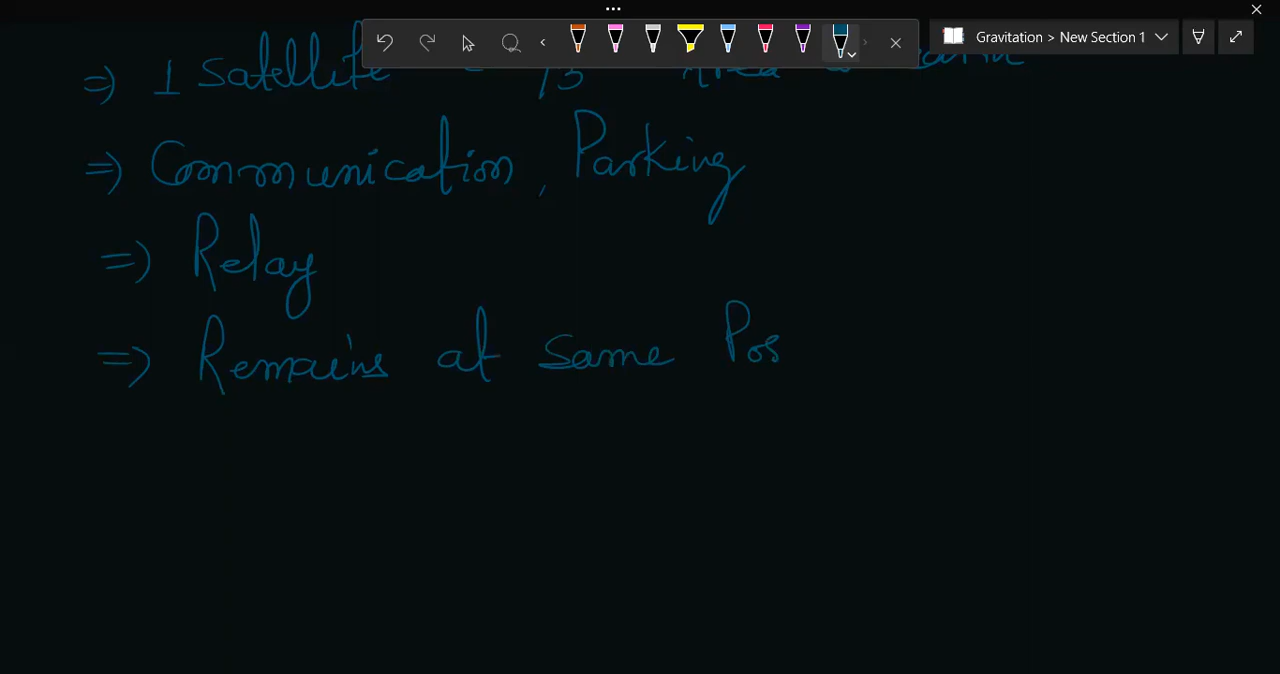 Gravitation > New Section 1
⇒ 1 Satellite
⇒ Communication, Parking
⇒ Relay
⇒ Remains at same Pos